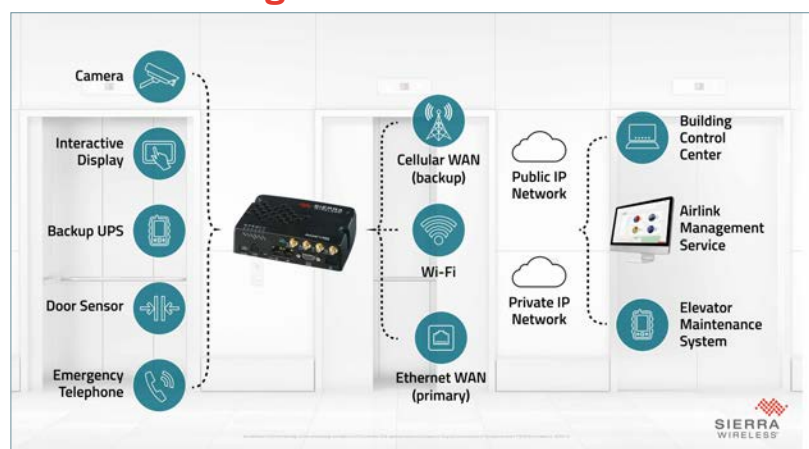 g
Camera
Interactive
Display
Backup UPS
Door Sensor
Emergency
Telephone
SIERRA
Cellular WAN
(backup)
Wi-Fi
Ethernet WAN
(primary)
Public IP
Network
Private IP
Network
Building
Control
Center
Airlink
Management
Service
Elevator
Maintenance
System
SIERRA
WIRELESS